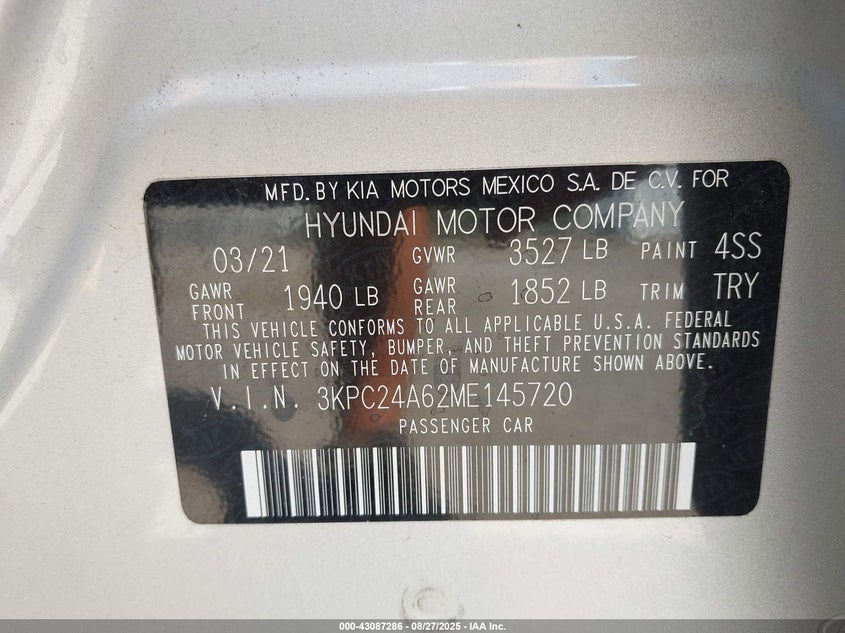 MFD. BY KIA MOTORS MEXICO S.A. DE C.V. FOR
HYUNDAI MOTOR COMPANY
03/21 GVWR 3527 LB PAINT 4SS
GAWR FRONT 1940 LB GAWR REAR 1852 LB TRIM TRY
THIS VEHICLE CONFORMS TO ALL APPLICABLE U.S.A. FEDERAL
MOTOR VEHICLE SAFETY, BUMPER, AND THEFT PREVENTION STANDARDS
IN EFFECT ON THE DATE OF MANUFACTURE SHOWN ABOVE.
V.I.N. 3KPC24A62ME145720
PASSENGER CAR
000-43087286 - 08/27/2025 - IAA Inc.